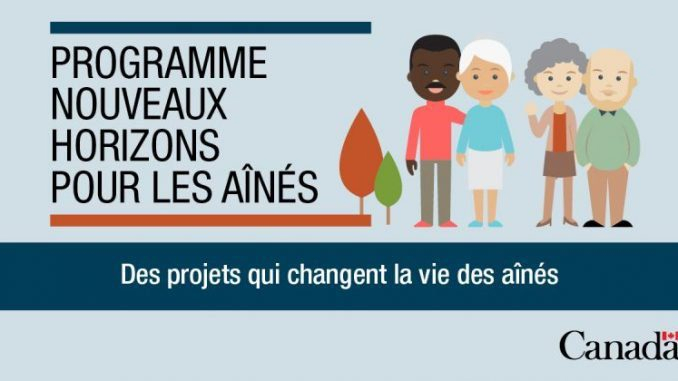 PROGRAMME
NOUVEAUX
HORIZONS
POUR LES AÎNÉS
Des projets qui changent la vie des aînés
Canada